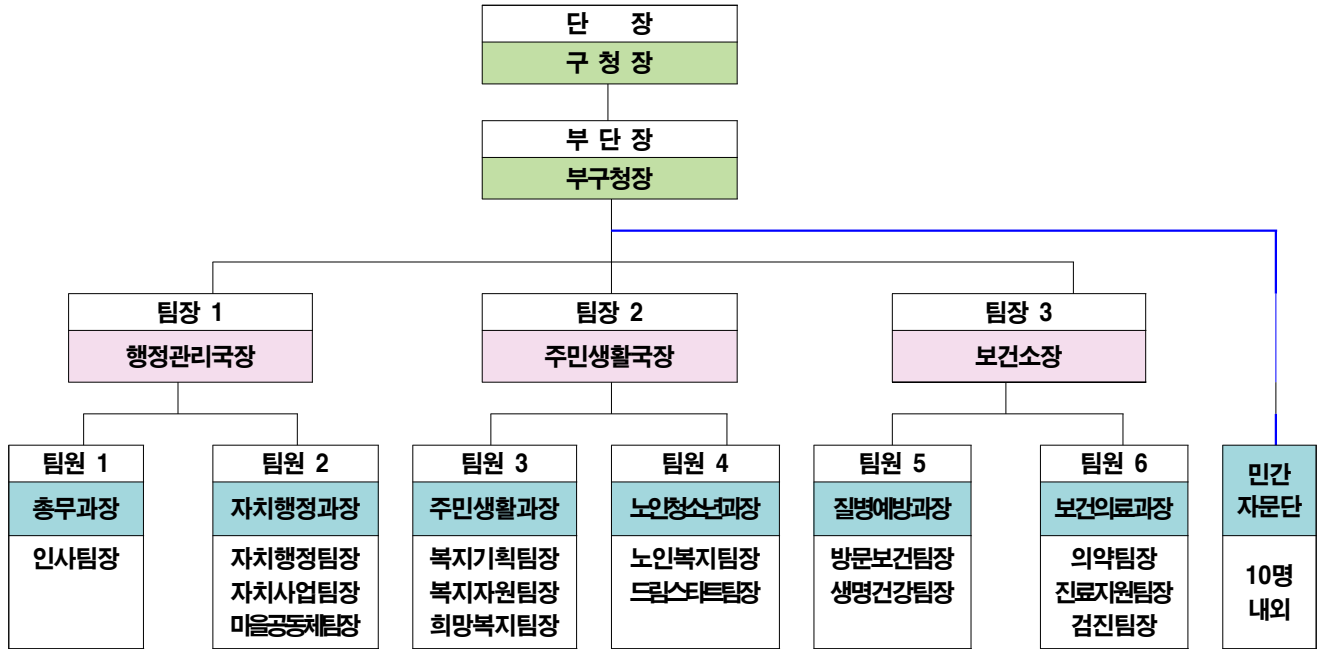 단 장
구 청 장
부 단 장
부구청장
팀장 1
행정관리국장
팀장 2
주민생활국장
팀장 3
보건소장
팀원 1
총무과장
인사팀장
팀원 2
자치행정과장
자치행정팀장
자치사업팀장
마을공동체팀장
팀원 3
주민생활과장
복지기획팀장
복지자원팀장
희망복지팀장
팀원 4
노인청소년과장
노인복지팀장
드림스타트팀장
팀원 5
질병예방과장
방문보건팀장
생명건강팀장
팀원 6
보건의료과장
의약팀장
진료지원팀장
검진팀장
민간
자문단
10명
내외